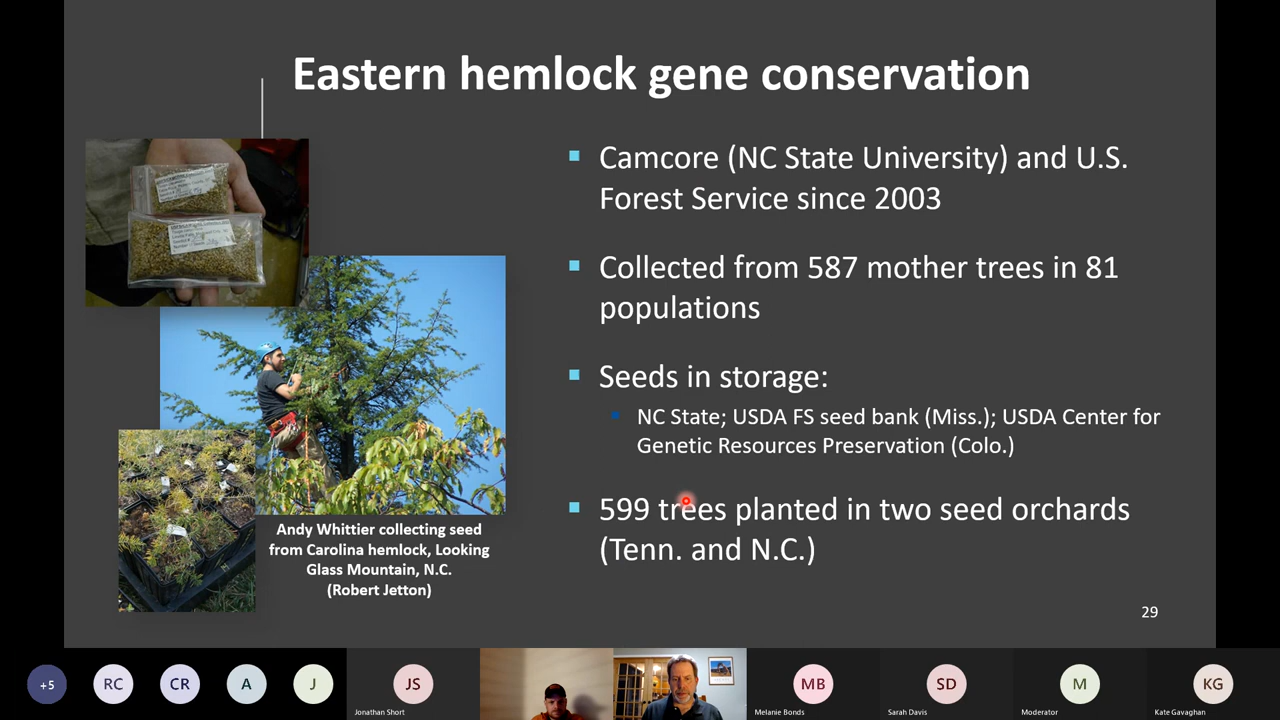 Eastern hemlock gene conservation
Camcore (NC State University) and U.S.
Forest Service since 2003
Collected from 587 mother trees in 81
populations
Seeds in storage:
NC State; USDA FS seed bank (Miss.); USDA Center for
Genetic Resources Preservation (Colo.)
599 trees planted in two seed orchards
(Tenn. and N.C.)
Andy Whittier collecting seed
from Carolina hemlock, Looking
Glass Mountain, N.C.
(Robert Jetton)
29
+5
RC
CR
A
J
JS
Jonathan Short
MB
Melanie Bonds
SD
Sarah Davis
M
Moderator
KG
Kate Gavaghan